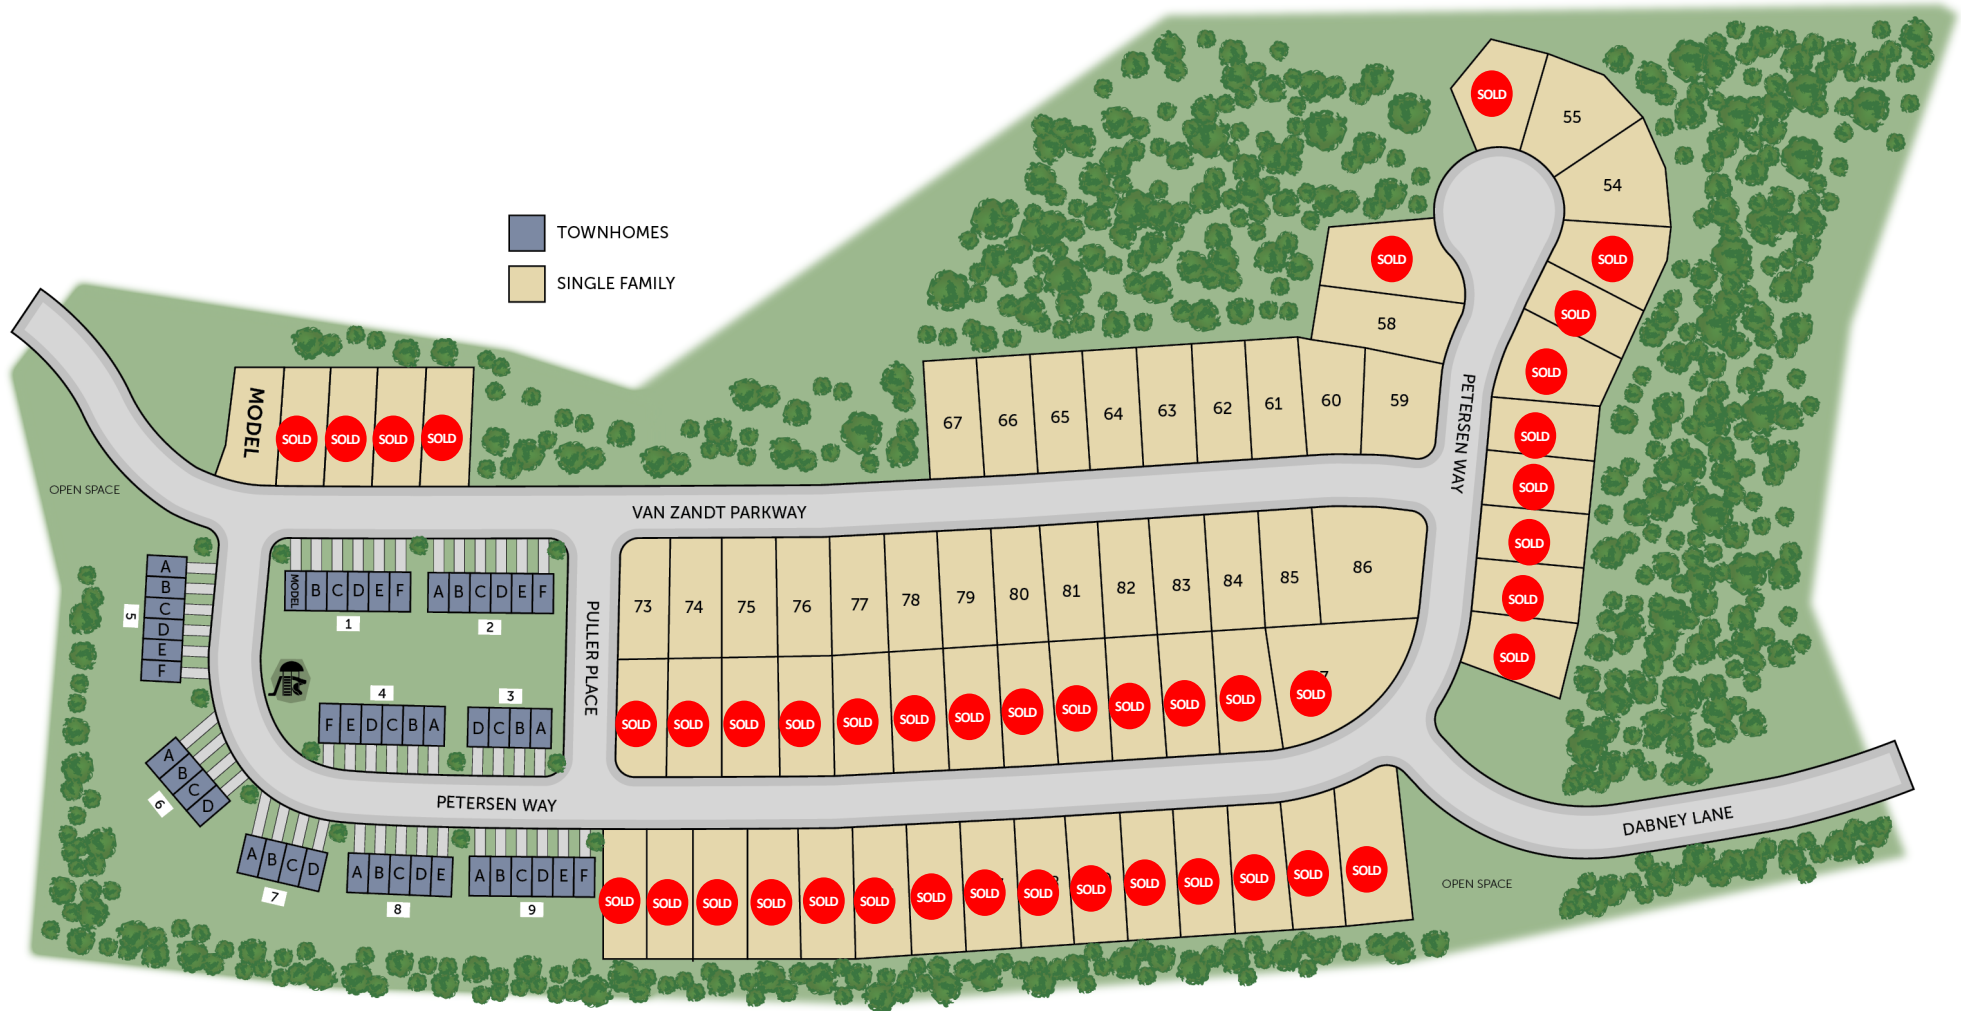 TOWNHOMES
SINGLE FAMILY
SOLD
55
54
SOLD
SOLD
58
SOLD
SOLD
SOLD
SOLD
SOLD
SOLD
SOLD
PETERSEN WAY
67 66 65 64 63 62 61 60 59
MODEL SOLD SOLD SOLD SOLD
OPEN SPACE
VAN ZANDT PARKWAY
73 74 75 76 77 78 79 80 81 82 83 84 85 86
SOLD SOLD SOLD SOLD SOLD SOLD SOLD SOLD SOLD SOLD SOLD SOLD SOLD
PULLER PLACE
MODEL B C D E F
1
A B C D E F
2
D C B A
3
F E D C B A
4
A
B
C
D
E
F
5
A
B
C
D
6
A B C D
7
A B C D E
8
A B C D E F
9
PETERSEN WAY
SOLD SOLD SOLD SOLD SOLD SOLD SOLD SOLD SOLD SOLD SOLD SOLD SOLD SOLD SOLD
DABNEY LANE
OPEN SPACE